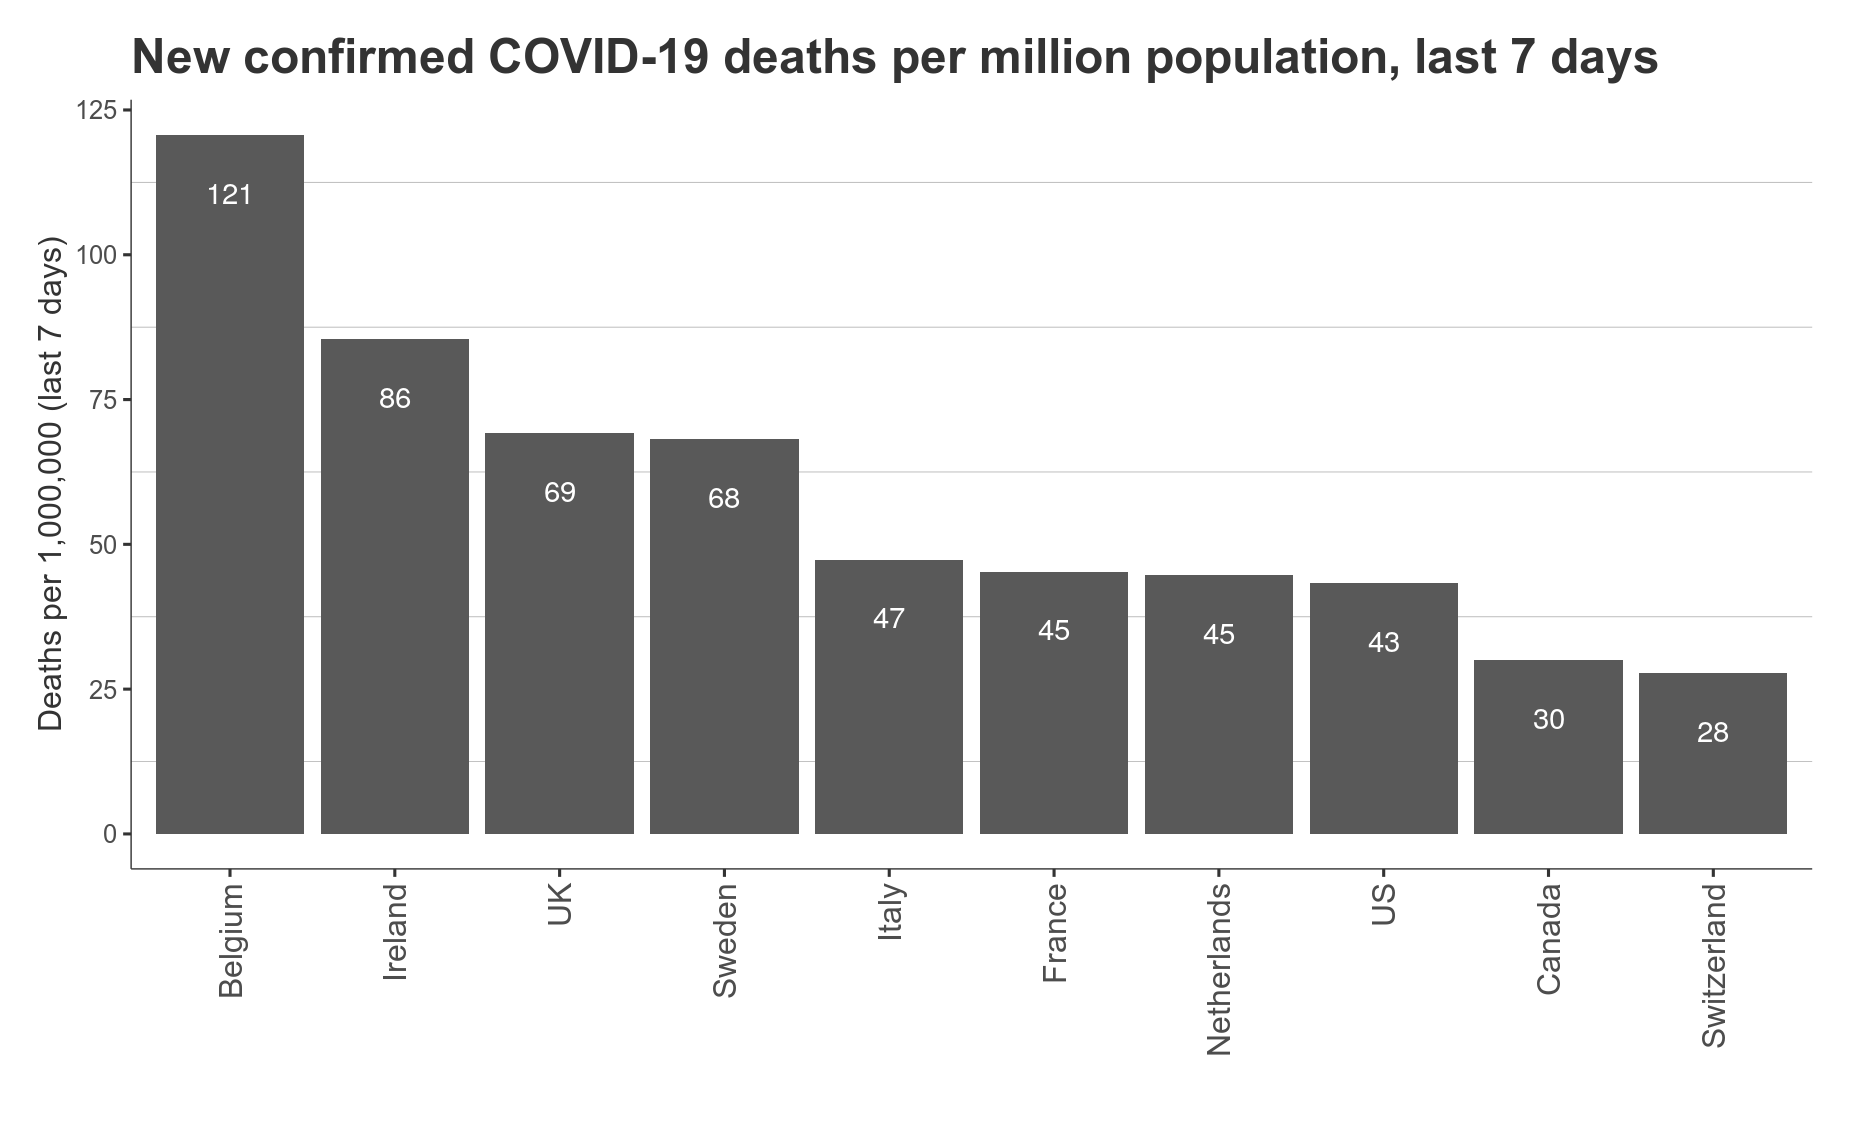 New confirmed COVID-19 deaths per million population, last 7 days
Deaths per 1,000,000 (last 7 days)
125
100
75
50
25
0
121
86
69
68
47
45
45
43
30
28
Belgium
Ireland
UK
Sweden
Italy
France
Netherlands
US
Canada
Switzerland